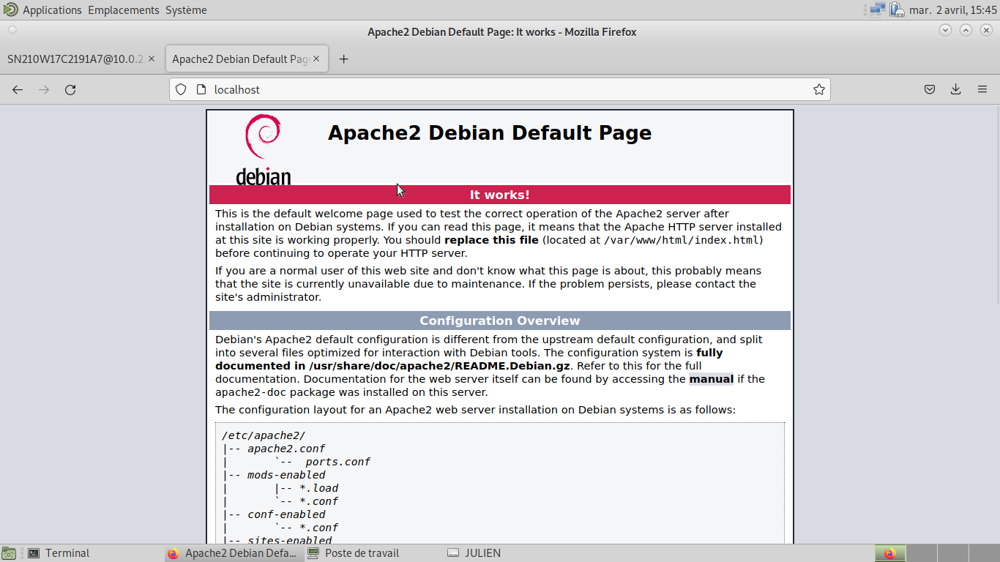 Applications Emplacements Système
mar. 2 avril, 15:45
Apache2 Debian Default Page: It works - Mozilla Firefox
SN210W17C2191A7@10.0.2. Apache2 Debian Default Pag
localhost
debian
Apache2 Debian Default Page
It works!
This is the default welcome page used to test the correct operation of the Apache2 server after
installation on Debian systems. If you can read this page, it means that the Apache HTTP server installed
at this site is working properly. You should replace this file (located at /var/www/html/index.html)
before continuing to operate your HTTP server.
If you are a normal user of this web site and don't know what this page is about, this probably means
that the site is currently unavailable due to maintenance. If the problem persists, please contact the
site's administrator.
Configuration Overview
Debian's Apache2 default configuration is different from the upstream default configuration, and split
into several files optimized for interaction with Debian tools. The configuration system is fully
documented in /usr/share/doc/apache2/README.Debian.gz. Refer to this for the full
documentation. Documentation for the web server itself can be found by accessing the manual if the
apache2-doc package was installed on this server.
The configuration layout for an Apache2 web server installation on Debian systems is as follows:
/etc/apache2/
|-- apache2.conf
|       `--  ports.conf
|-- mods-enabled
|       |-- *.load
|       `-- *.conf
|-- conf-enabled
|       `-- *.conf
|-- sites-enabled
Terminal
Apache2 Debian Defa...
Poste de travail
JULIEN